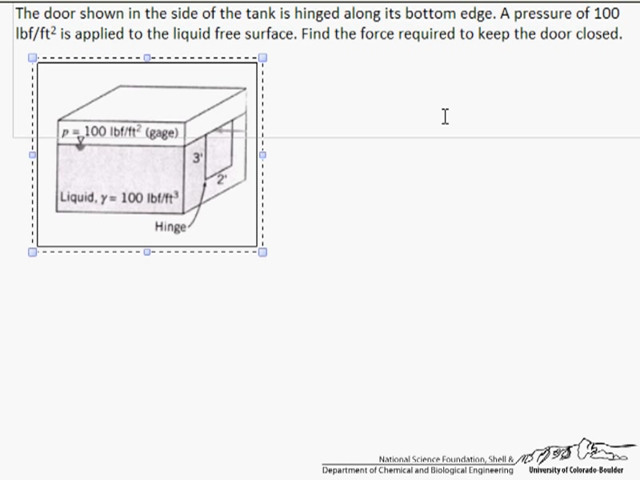 The door shown in the side of the tank is hinged along its bottom edge. A pressure of 100
lbf/ft² is applied to the liquid free surface. Find the force required to keep the door closed.
p = 100 lbf/ft² (gage)
3'
2'
Liquid, γ = 100 lbf/ft³
Hinge
National Science Foundation, Shell &
Department of Chemical and Biological Engineering
University of Colorado-Boulder